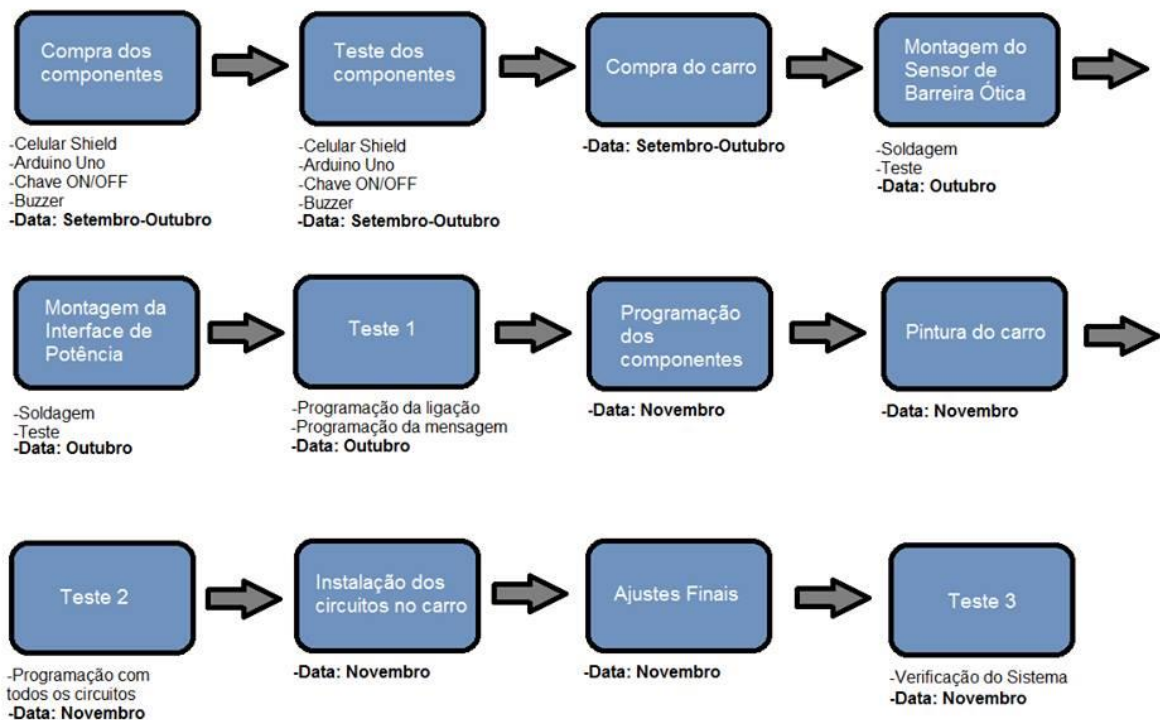 Compra dos
componentes
-Celular Shield
-Arduino Uno
-Chave ON/OFF
-Buzzer
-Data: Setembro-Outubro
Teste dos
componentes
-Celular Shield
-Arduino Uno
-Chave ON/OFF
-Buzzer
-Data: Setembro-Outubro
Compra do carro
-Data: Setembro-Outubro
Montagem do
Sensor de
Barreira Ótica
-Soldagem
-Teste
-Data: Outubro
Montagem da
Interface de
Potência
-Soldagem
-Teste
-Data: Outubro
Teste 1
-Programação da ligação
-Programação da mensagem
-Data: Outubro
Programação
dos
componentes
-Data: Novembro
Pintura do carro
-Data: Novembro
Teste 2
-Programação com
todos os circuitos
-Data: Novembro
Instalação dos
circuitos no carro
-Data: Novembro
Ajustes Finais
-Data: Novembro
Teste 3
-Verificação do Sistema
-Data: Novembro